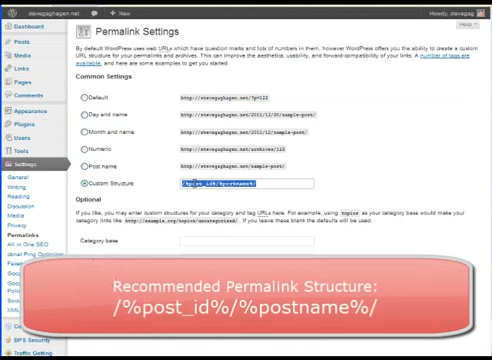 stevegaghagen.net
+ New
Howdy, stevegag
Help
Dashboard
Posts
Media
Links
Pages
Comments
Appearance
Plugins
Users
Tools
Settings
General
Writing
Reading
Discussion
Media
Privacy
Permalinks
All in One SEO
BPS Security
Permalink Settings
By default WordPress uses web URLs which have question marks and lots of numbers in them, however WordPress offers you the ability to create a custom
URL structure for your permalinks and archives. This can improve the aesthetics, usability, and forward-compatibility of your links. A number of tags are
available, and here are some examples to get you started.
Common Settings
Default
http://stevegaghagen.net/?p=123
Day and name
http://stevegaghagen.net/2011/12/30/sample-post/
Month and name
http://stevegaghagen.net/2011/12/sample-post/
Numeric
http://stevegaghagen.net/archives/123
Post name
http://stevegaghagen.net/sample-post/
Custom Structure
/%post_id%/%postname%/
Optional
If you like, you may enter custom structures for your category and tag URLs here. For example, using topics as your category base would make your
category links like http://example.org/topics/uncategorized/. If you leave these blank the defaults will be used.
Category base
Recommended Permalink Structure:
/%post_id%/%postname%/